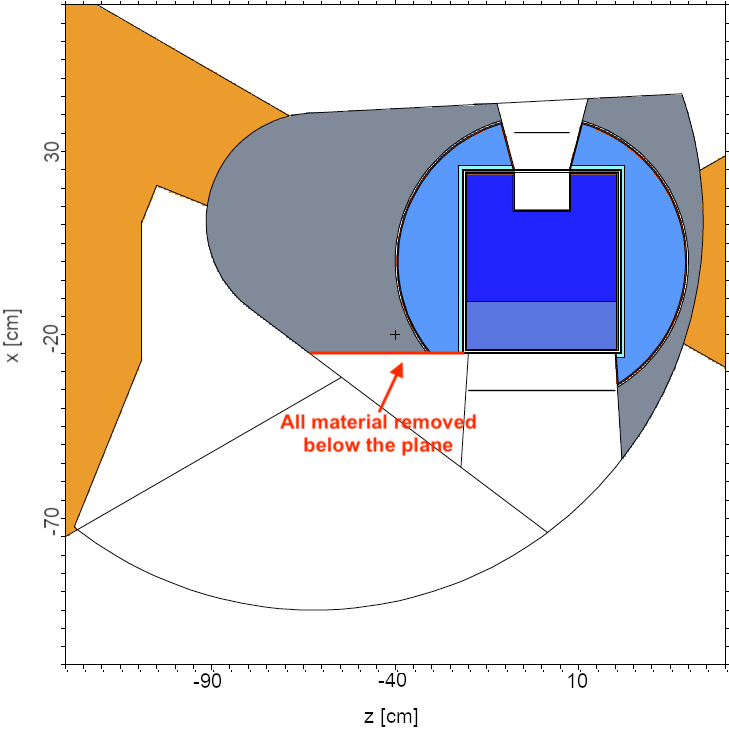 30
-20
-70
x [cm]
All material removed
below the plane
-90
-40
10
z [cm]